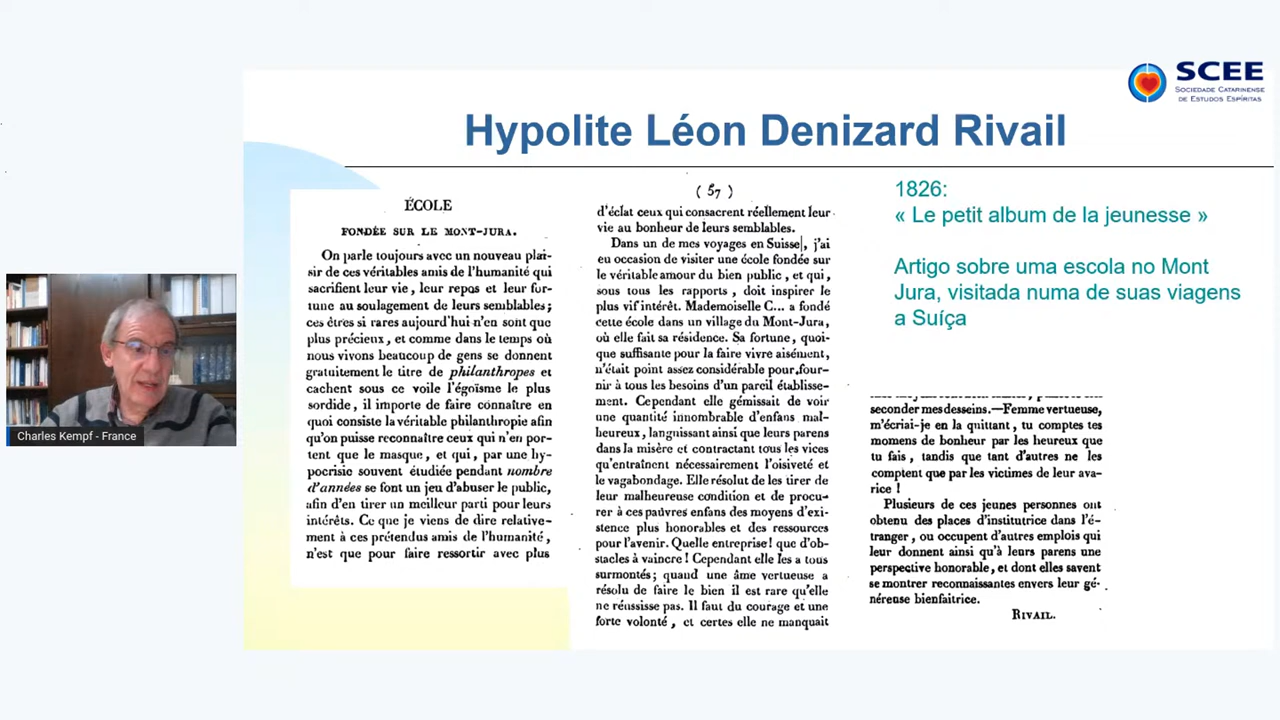 SCEE
SOCIEDADE CATARINENSE
DE ESTUDOS ESPÍRITAS
Hypolite Léon Denizard Rivail
ÉCOLE
FONDÉE SUR LE MONT-JURA.
On parle toujours avec un nouveau plai-
sir de ces véritables amis de l'humanité qui
sacrifient leur vie, leur repos et leur for-
tune au soulagement de leurs semblables;
ces êtres si rares aujourd'hui n'en sont que
plus précieux, et comme dans le temps où
nous vivons beaucoup de gens se donnent
gratuitement le titre de philanthropes et
cachent sous ce voile l'égoïsme le plus
sordide, il importe de faire connaître en
quoi consiste la véritable philanthropie afin
qu'on puisse reconnaître ceux qui n'en por-
tent que le masque, et qui, par une hy-
pocrisie souvent étudiée pendant nombre
d'années se font un jeu d'abuser le public,
afin d'en tirer un meilleur parti pour leurs
intérêts. Ce que je viens de dire relative-
ment à ces prétendus amis de l'humanité,
n'est que pour faire ressortir avec plus
( 57 )
d'éclat ceux qui consacrent réellement leur
vie au bonheur de leurs semblables.
Dans un de mes voyages en Suisse, j'ai
eu occasion de visiter une école fondée sur
le véritable amour du bien public, et qui,
sous tous les rapports, doit inspirer le
plus vif intérêt. Mademoiselle C... a fondé
cette école dans un village du Mont-Jura,
où elle fait sa résidence. Sa fortune, quoi-
que suffisante pour la faire vivre aisément,
n'était point assez considérable pour four-
nir à tous les besoins d'un pareil établisse-
ment. Cependant elle gémissait de voir
une quantité innombrable d'enfans mal-
heureux, languissant ainsi que leurs parens
dans la misère et contractant tous les vices
qu'entraînent nécessairement l'oisiveté et
le vagabondage. Elle résolut de les tirer de
leur malheureuse condition et de procu-
rer à ces pauvres enfans des moyens d'exi-
stence plus honorables et des ressources
pour l'avenir. Quelle entreprise! que d'ob-
stacles à vaincre! Cependant elle les a tous
surmontés; quand une âme vertueuse a
résolu de faire le bien il est rare qu'elle
ne réussisse pas. Il faut du courage et une
forte volonté, et certes elle ne manquait
1826:
« Le petit album de la jeunesse »
Artigo sobre uma escola no Mont
Jura, visitada numa de suas viagens
a Suíça
seconder mes desseins.—Femme vertueuse,
m'écriai-je en la quittant, tu comptes tes
momens de bonheur par les heureux que
tu fais, tandis que tant d'autres ne les
comptent que par les victimes de leur ava-
rice !
Plusieurs de ces jeunes personnes ont
obtenu des places d'institutrice dans l'é-
tranger, ou occupent d'autres emplois qui
leur donnent ainsi qu'à leurs parens une
perspective honorable, et dont elles savent
se montrer reconnaissantes envers leur gé-
néreuse bienfaitrice.
RIVAIL.
Charles Kempf - France